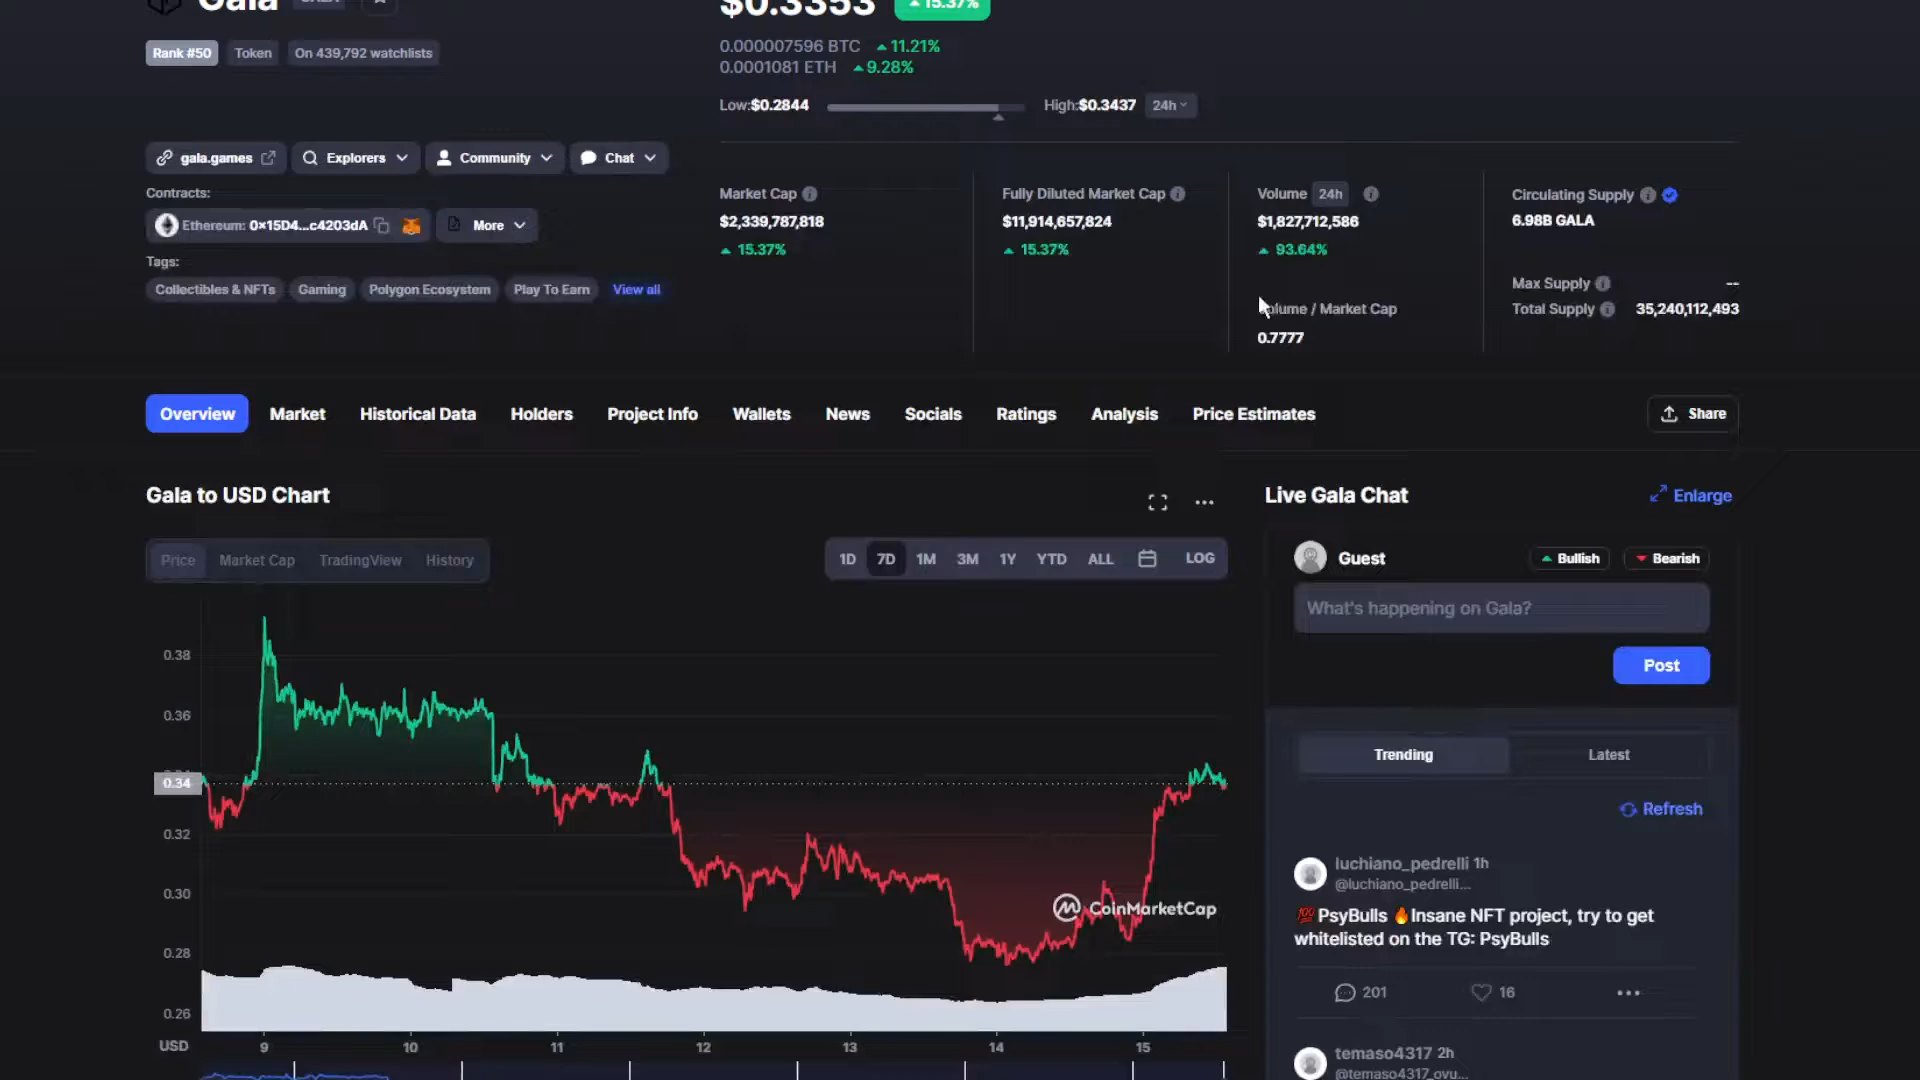 Gala
$0.3353 15.37%
Rank #50 Token On 439,792 watchlists
0.000007596 BTC 11.21%
0.0001081 ETH 9.28%
Low:$0.2844 High:$0.3437 24h
gala.games Explorers Community Chat
Contracts:
Ethereum: 0x15D4...c4203dA More
Tags:
Collectibles & NFTs Gaming Polygon Ecosystem Play To Earn View all
Market Cap
$2,339,787,818
15.37%
Fully Diluted Market Cap
$11,914,657,824
15.37%
Volume 24h
$1,827,712,586
93.64%
Volume / Market Cap
0.7777
Circulating Supply
6.98B GALA
Max Supply --
Total Supply 35,240,112,493
Overview Market Historical Data Holders Project Info Wallets News Socials Ratings Analysis Price Estimates Share
Gala to USD Chart
Price Market Cap TradingView History
1D 7D 1M 3M 1Y YTD ALL LOG
0.38
0.36
0.34
0.32
0.30
0.28
0.26
CoinMarketCap
USD 9 10 11 12 13 14 15
Live Gala Chat Enlarge
Guest Bullish Bearish
What's happening on Gala?
Post
Trending Latest
Refresh
luchiano_pedrelli 1h
@luchiano_pedrelli...
💯PsyBulls 🔥Insane NFT project, try to get
whitelisted on the TG: PsyBulls
201 16
temaso4317 2h
@temaso4317_ovu...